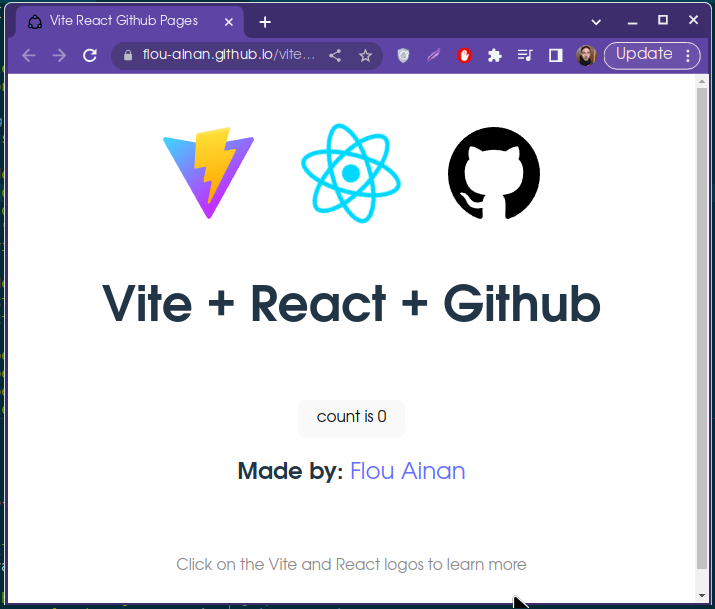 Vite React Github Pages
flou-ainan.github.io/vite...
Update
Vite + React + Github
count is 0
Made by: Flou Ainan
Click on the Vite and React logos to learn more